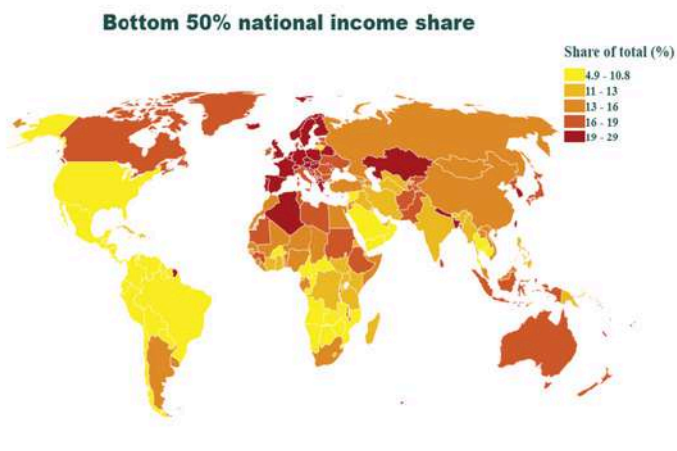 Bottom 50% national income share
Share of total (%)
4.9 - 10.8
11 - 13
13 - 16
16 - 19
19 - 29